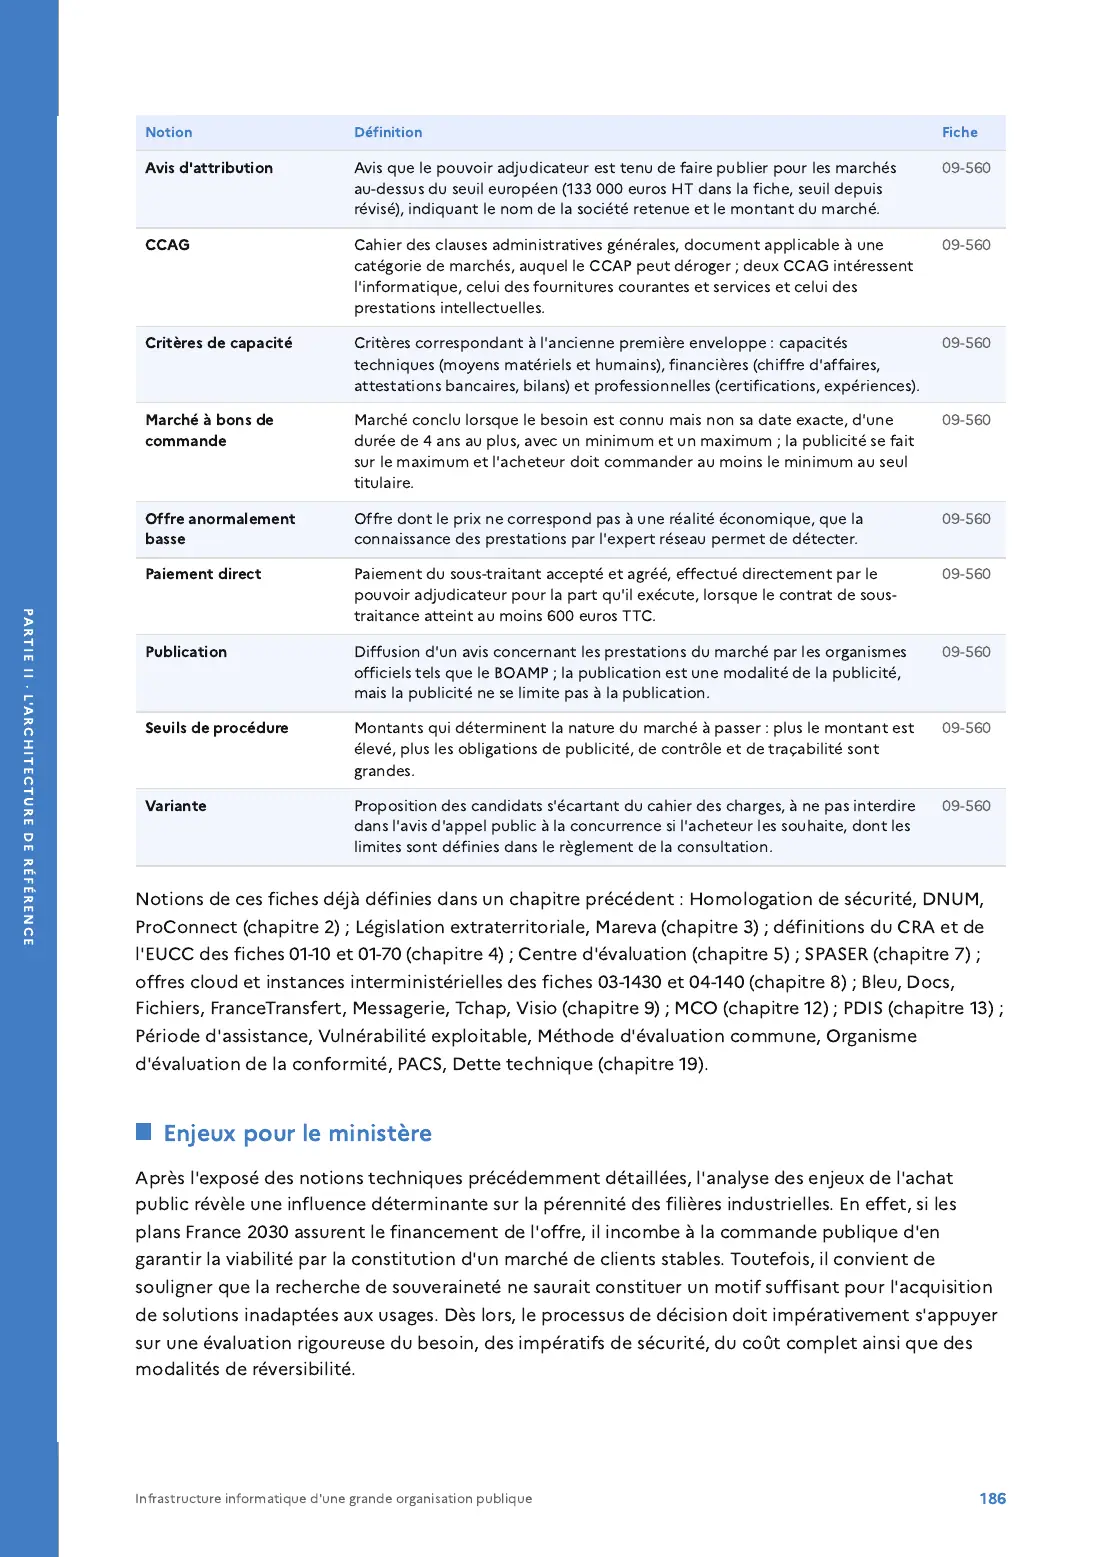 Notion Définition Fiche
Avis d'attribution Avis que le pouvoir adjudicateur est tenu de faire publier pour les marchés 09-560
au-dessus du seuil européen (133 000 euros HT dans la fiche, seuil depuis
révisé), indiquant le nom de la société retenue et le montant du marché.
CCAG Cahier des clauses administratives générales, document applicable à une 09-560
catégorie de marchés, auquel le CCAP peut déroger ; deux CCAG intéressent
l'informatique, celui des fournitures courantes et services et celui des
prestations intellectuelles.
Critères de capacité Critères correspondant à l'ancienne première enveloppe : capacités 09-560
techniques (moyens matériels et humains), financières (chiffre d'affaires,
attestations bancaires, bilans) et professionnelles (certifications, expériences).
Marché à bons de Marché conclu lorsque le besoin est connu mais non sa date exacte, d'une 09-560
commande durée de 4 ans au plus, avec un minimum et un maximum ; la publicité se fait
sur le maximum et l'acheteur doit commander au moins le minimum au seul
titulaire.
Offre anormalement Offre dont le prix ne correspond pas à une réalité économique, que la 09-560
basse connaissance des prestations par l'expert réseau permet de détecter.
Paiement direct Paiement du sous-traitant accepté et agréé, effectué directement par le 09-560
pouvoir adjudicateur pour la part qu'il exécute, lorsque le contrat de sous-
traitance atteint au moins 600 euros TTC.
Publication Diffusion d'un avis concernant les prestations du marché par les organismes 09-560
officiels tels que le BOAMP ; la publication est une modalité de la publicité,
mais la publicité ne se limite pas à la publication.
Seuils de procédure Montants qui déterminent la nature du marché à passer : plus le montant est 09-560
élevé, plus les obligations de publicité, de contrôle et de traçabilité sont
grandes.
Variante Proposition des candidats s'écartant du cahier des charges, à ne pas interdire 09-560
dans l'avis d'appel public à la concurrence si l'acheteur les souhaite, dont les
limites sont définies dans le règlement de la consultation.
Notions de ces fiches déjà définies dans un chapitre précédent : Homologation de sécurité, DNUM,
ProConnect (chapitre 2) ; Législation extraterritoriale, Mareva (chapitre 3) ; définitions du CRA et de
l'EUCC des fiches 01-10 et 01-70 (chapitre 4) ; Centre d'évaluation (chapitre 5) ; SPASER (chapitre 7) ;
offres cloud et instances interministérielles des fiches 03-1430 et 04-140 (chapitre 8) ; Bleu, Docs,
Fichiers, FranceTransfert, Messagerie, Tchap, Visio (chapitre 9) ; MCO (chapitre 12) ; PDIS (chapitre 13) ;
Période d'assistance, Vulnérabilité exploitable, Méthode d'évaluation commune, Organisme
d'évaluation de la conformité, PACS, Dette technique (chapitre 19).
Enjeux pour le ministère
Après l'exposé des notions techniques précédemment détaillées, l'analyse des enjeux de l'achat
public révèle une influence déterminante sur la pérennité des filières industrielles. En effet, si les
plans France 2030 assurent le financement de l'offre, il incombe à la commande publique d'en
garantir la viabilité par la constitution d'un marché de clients stables. Toutefois, il convient de
souligner que la recherche de souveraineté ne saurait constituer un motif suffisant pour l'acquisition
de solutions inadaptées aux usages. Dès lors, le processus de décision doit impérativement s'appuyer
sur une évaluation rigoureuse du besoin, des impératifs de sécurité, du coût complet ainsi que des
modalités de réversibilité.
PARTIE II · L'ARCHITECTURE DE RÉFÉRENCE
Infrastructure informatique d'une grande organisation publique 186